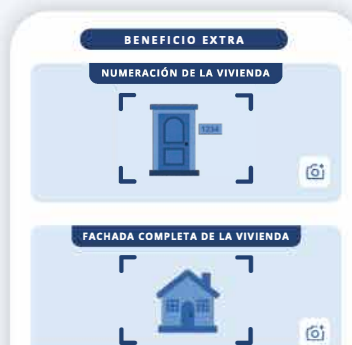 BENEFICIO EXTRA
NUMERACIÓN DE LA VIVIENDA
1234
FACHADA COMPLETA DE LA VIVIENDA